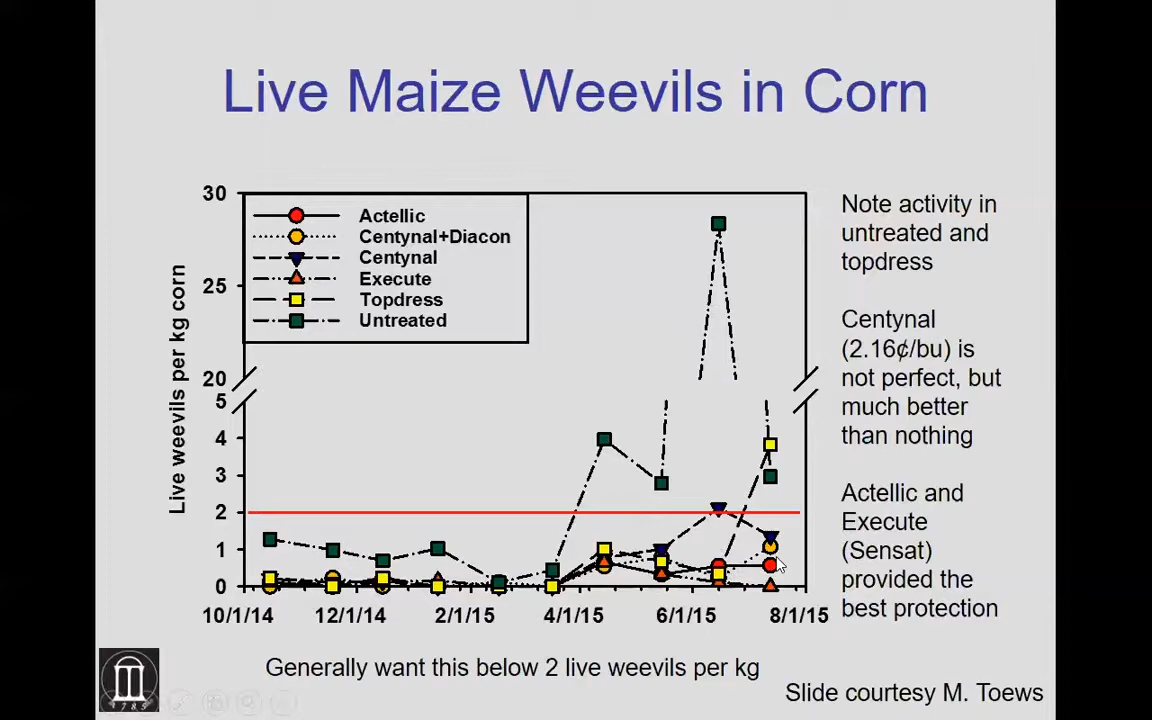 Live Maize Weevils in Corn
Live weevils per kg corn
30
25
20
5
4
3
2
1
0
Actellic
Centynal+Diacon
Centynal
Execute
Topdress
Untreated
10/1/14
12/1/14
2/1/15
4/1/15
6/1/15
8/1/15
Note activity in
untreated and
topdress
Centynal
(2.16¢/bu) is
not perfect, but
much better
than nothing
Actellic and
Execute
(Sensat)
provided the
best protection
Generally want this below 2 live weevils per kg
1785
Slide courtesy M. Toews